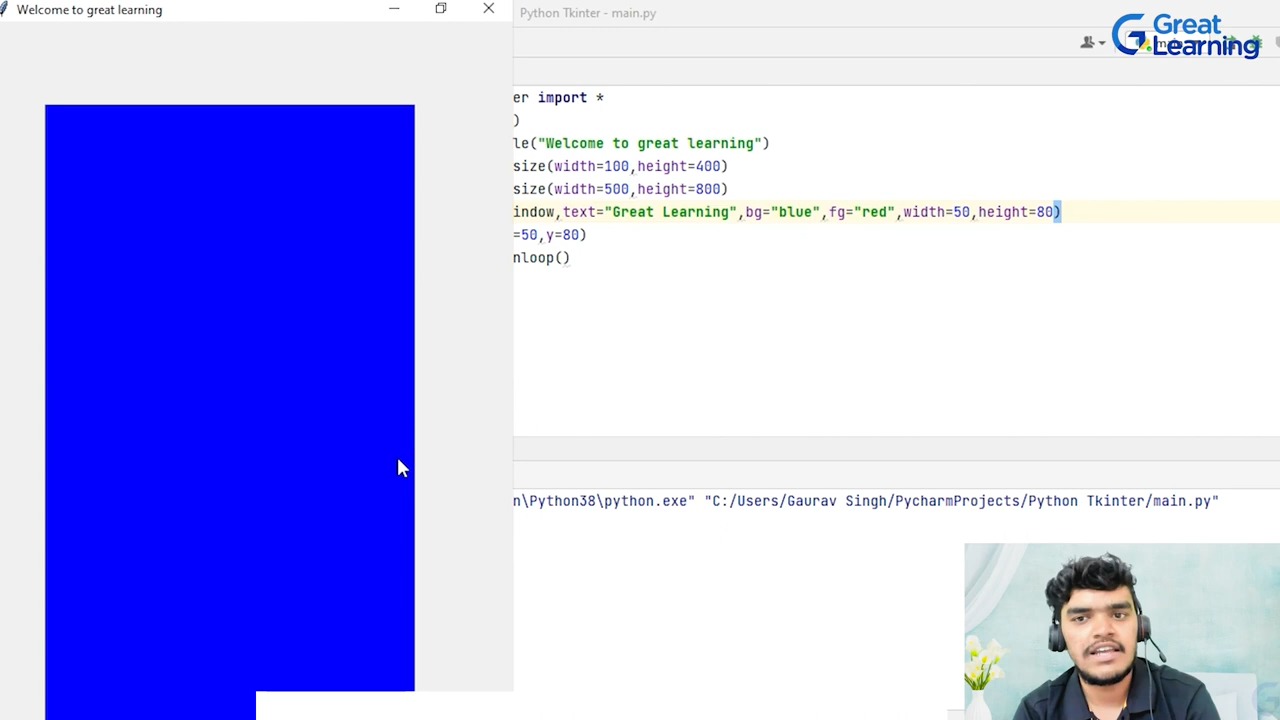 Welcome to great learning
Python Tkinter - main.py
Great
Learning
er import *
)
le("Welcome to great learning")
size(width=100,height=400)
size(width=500,height=800)
indow,text="Great Learning",bg="blue",fg="red",width=50,height=80)
=50,y=80)
nloop()
n\Python38\python.exe" "C:/Users/Gaurav Singh/PycharmProjects/Python Tkinter/main.py"